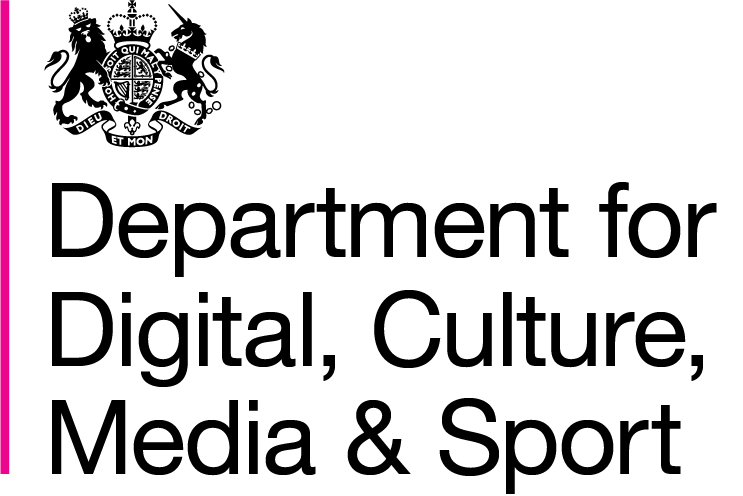 HONI SOIT QUI MAL Y PENSE
DIEU ET MON DROIT
Department for
Digital, Culture,
Media & Sport